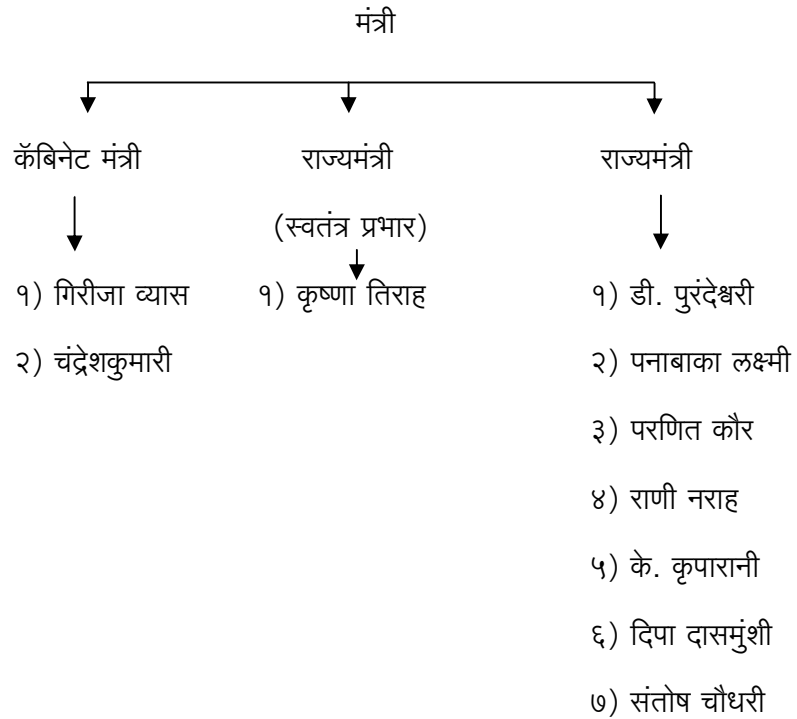 मंत्री
कॅबिनेट मंत्री
राज्यमंत्री
(स्वतंत्र प्रभार)
राज्यमंत्री
१) गिरीजा व्यास
२) चंद्रेशकुमारी
१) कृष्णा तिराह
१) डी. पुरंदेश्वरी
२) पनाबाका लक्ष्मी
३) परणित कौर
४) राणी नराह
५) के. कृपारानी
६) दिपा दासमुंशी
७) संतोष चौधरी